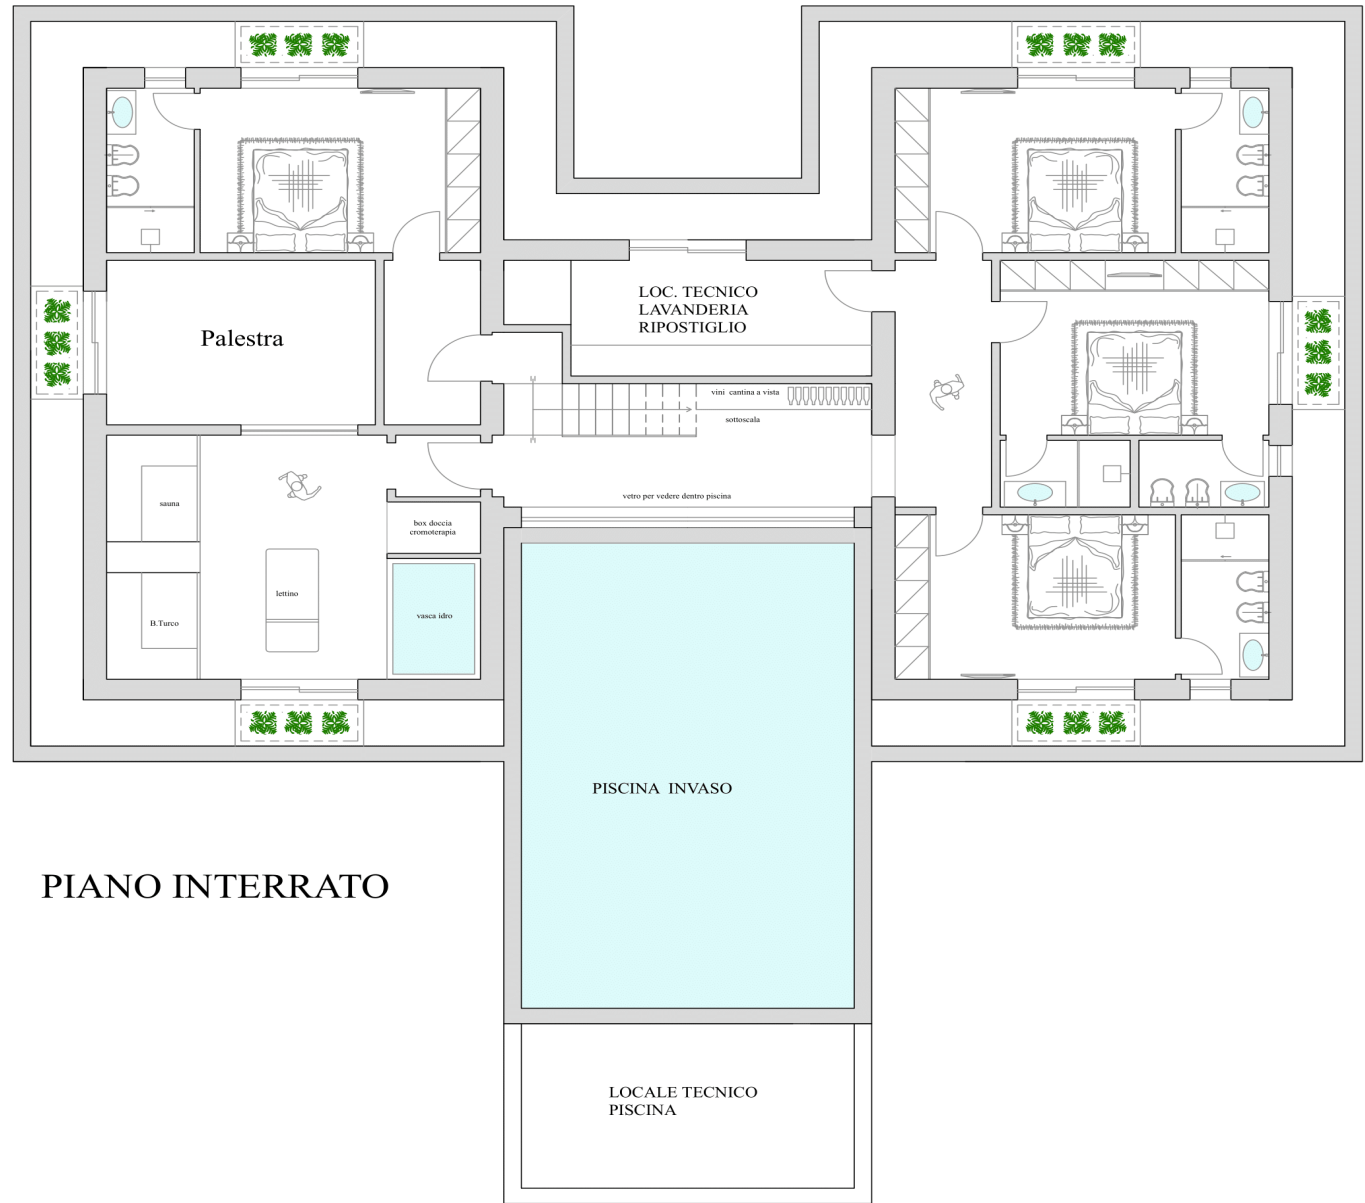 LOC. TECNICO
LAVANDERIA
RIPOSTIGLIO
Palestra
vini cantina a vista
sottoscala
vetro per vedere dentro piscina
sauna
box doccia
cromoterapia
lettino
vasca idro
B.Turco
PISCINA INVASO
PIANO INTERRATO
LOCALE TECNICO
PISCINA